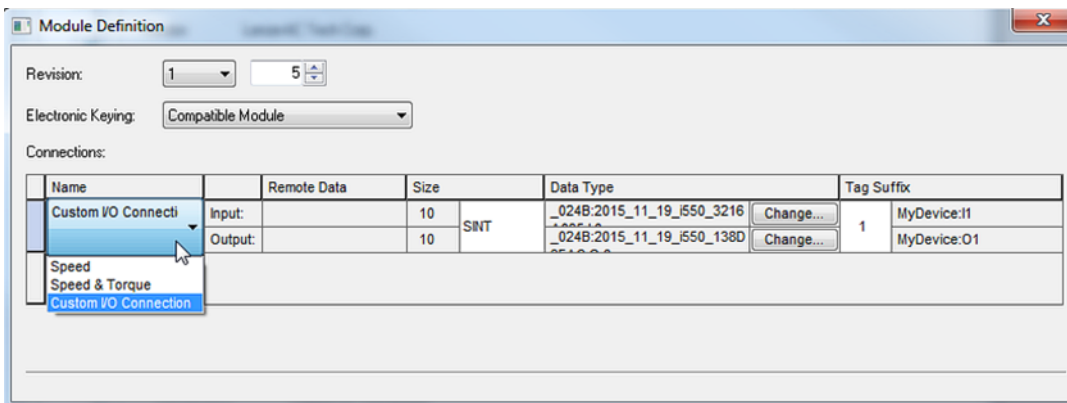 Module Definition
Revision: 1 5
Electronic Keying: Compatible Module
Connections:
Name Remote Data Size Data Type Tag Suffix
Custom I/O Connecti Input: 10 SINT _024B:2015_11_19_i550_3216 Change... 1 MyDevice:I1
Output: 10 _024B:2015_11_19_i550_138D Change... MyDevice:O1
Speed
Speed & Torque
Custom I/O Connection